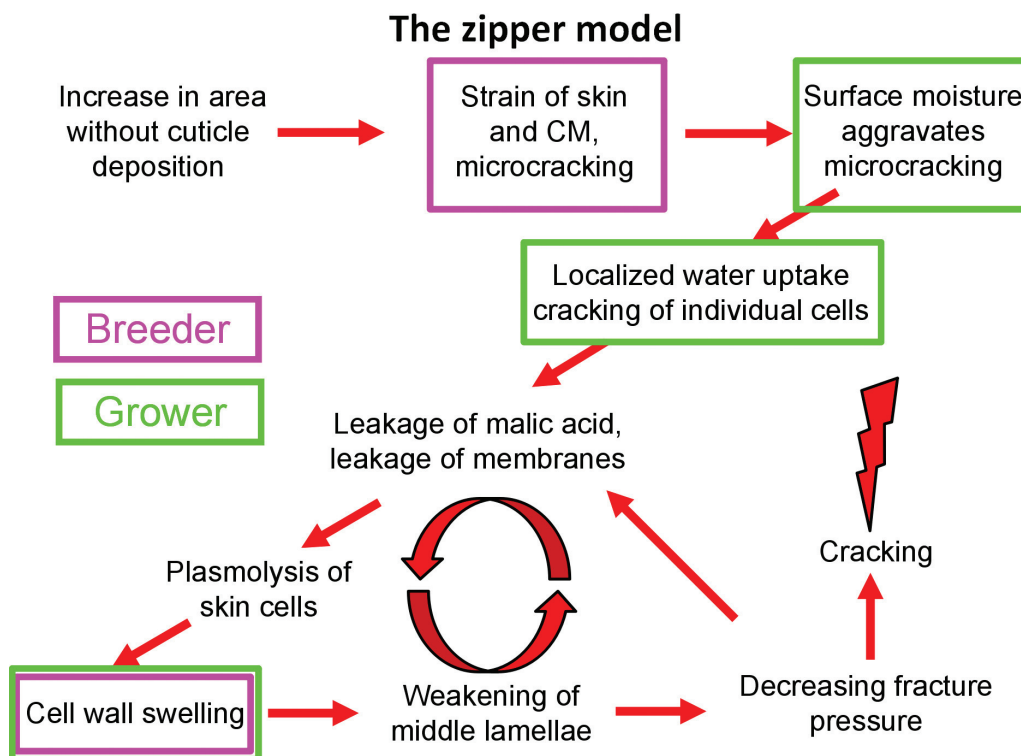 The zipper model
Increase in area
without cuticle
deposition
Strain of skin
and CM,
microcracking
Surface moisture
aggravates
microcracking
Localized water uptake
cracking of individual cells
Breeder
Grower
Leakage of malic acid,
leakage of membranes
Plasmolysis of
skin cells
Cracking
Cell wall swelling
Weakening of
middle lamellae
Decreasing fracture
pressure